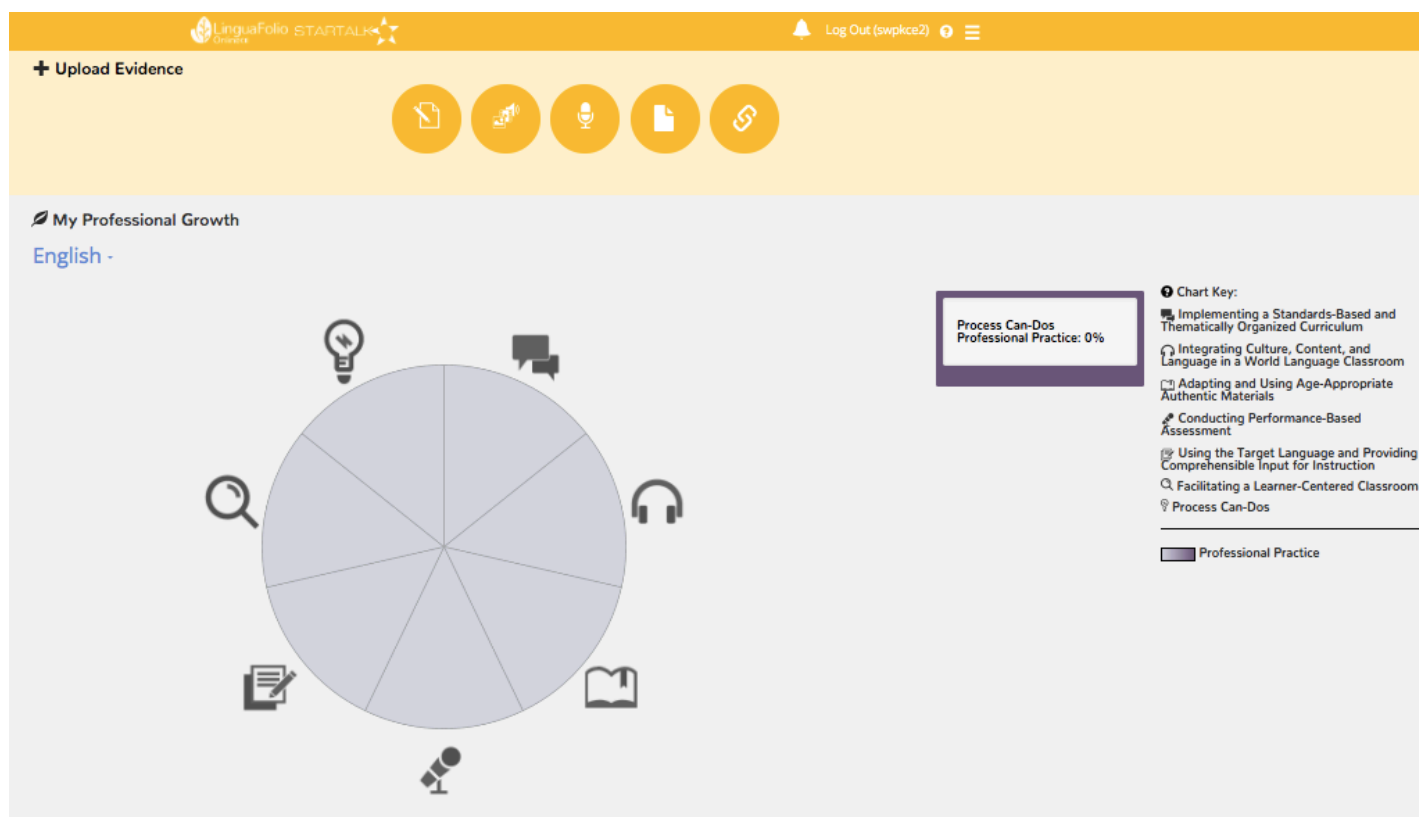 LinguaFolio STARTALK
Online
Log Out (swpkce2)
Upload Evidence
My Professional Growth
English
Process Can-Dos
Professional Practice: 0%
Chart Key:
Implementing a Standards-Based and
Thematically Organized Curriculum
Integrating Culture, Content, and
Language in a World Language Classroom
Adapting and Using Age-Appropriate
Authentic Materials
Conducting Performance-Based
Assessment
Using the Target Language and Providing
Comprehensible Input for Instruction
Facilitating a Learner-Centered Classroom
Process Can-Dos
Professional Practice